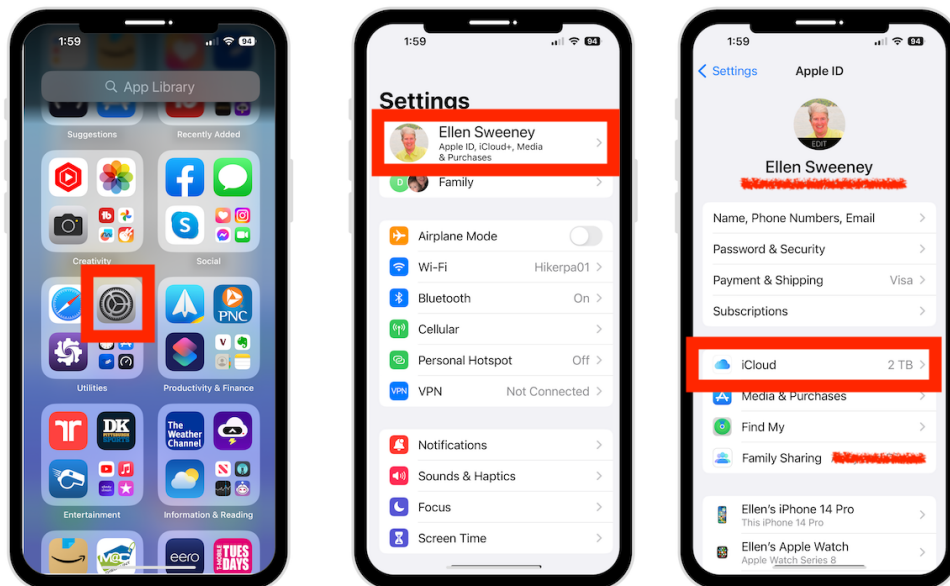 1:59
94
App Library
Suggestions
Recently Added
Creativity
Social
PNC
Utilities
Productivity & Finance
DK
PITTSBURGH
SPORTS
The
Weather
Channel
Entertainment
Information & Reading
M@C
eero
T-MOBILE
TUES
DAYS
1:59
94
Settings
Ellen Sweeney
Apple ID, iCloud+, Media
& Purchases
D
Family
Airplane Mode
Wi-Fi Hikerpa01
Bluetooth On
Cellular
Personal Hotspot Off
VPN VPN Not Connected
Notifications
Sounds & Haptics
Focus
Screen Time
1:59
94
Settings Apple ID
EDIT
Ellen Sweeney
Name, Phone Numbers, Email
Password & Security
Payment & Shipping Visa
Subscriptions
iCloud 2 TB
Media & Purchases
Find My
Family Sharing
Ellen's iPhone 14 Pro
This iPhone 14 Pro
Ellen's Apple Watch
Apple Watch Series 8